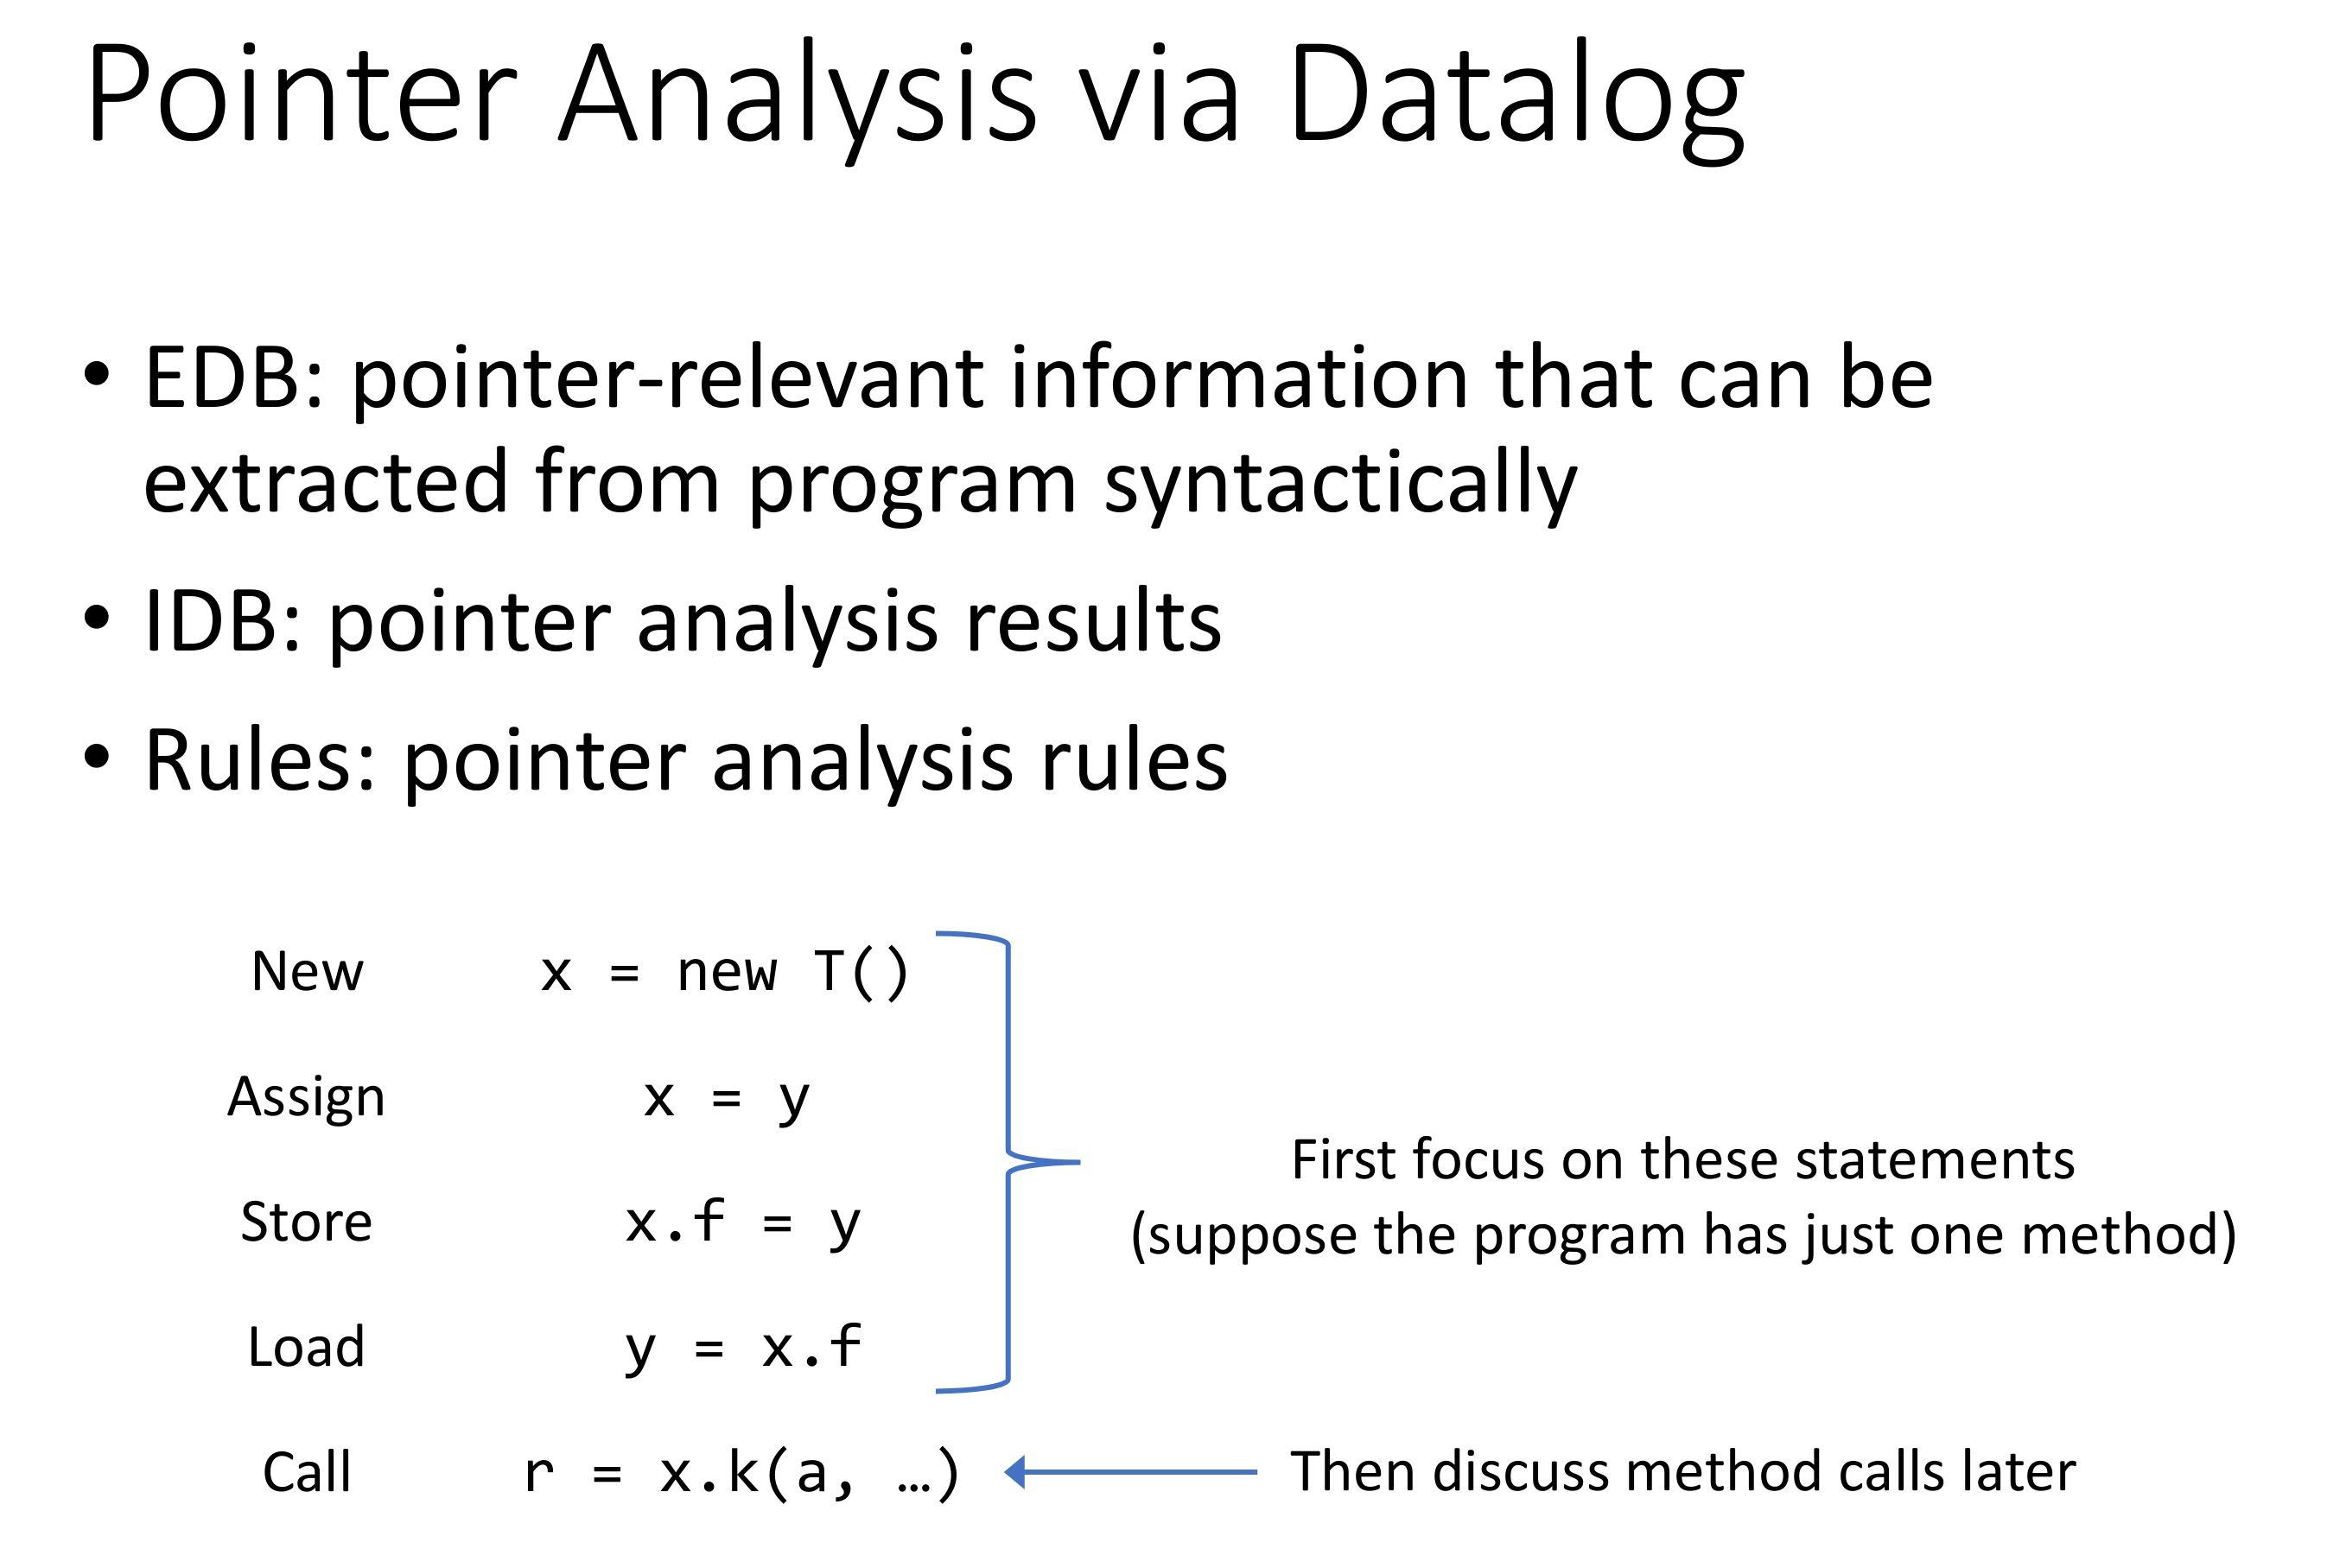 Pointer Analysis via Datalog
• EDB: pointer-relevant information that can be
extracted from program syntactically
• IDB: pointer analysis results
• Rules: pointer analysis rules
New x = new T()
Assign x = y
Store x.f = y
Load y = x.f
First focus on these statements
(suppose the program has just one method)
Call r = x.k(a, …)
Then discuss method calls later